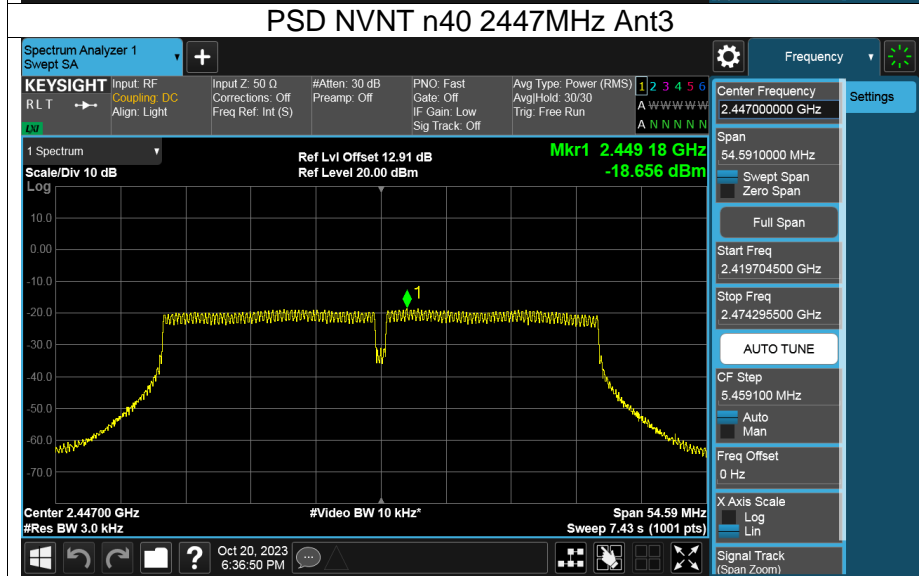 PSD NVNT n40 2447MHz Ant3
Spectrum Analyzer 1
Swept SA
+
Frequency
KEYSIGHT
R L T
LXI
Input: RF
Coupling: DC
Align: Light
Input Z: 50 Ω
Corrections: Off
Freq Ref: Int (S)
#Atten: 30 dB
Preamp: Off
PNO: Fast
Gate: Off
IF Gain: Low
Sig Track: Off
Avg Type: Power (RMS)
Avg|Hold: 30/30
Trig: Free Run
1 2 3 4 5 6
A W W W W W
A N N N N N
1 Spectrum
Scale/Div 10 dB
Log
Ref Lvl Offset 12.91 dB
Ref Level 20.00 dBm
Mkr1 2.449 18 GHz
-18.656 dBm
10.0
0.00
-10.0
-20.0
-30.0
-40.0
-50.0
-60.0
-70.0
1
Center 2.44700 GHz
#Res BW 3.0 kHz
#Video BW 10 kHz*
Span 54.59 MHz
Sweep 7.43 s (1001 pts)
?
Oct 20, 2023
6:36:50 PM
Center Frequency
2.447000000 GHz
Settings
Span
54.5910000 MHz
Swept Span
Zero Span
Full Span
Start Freq
2.419704500 GHz
Stop Freq
2.474295500 GHz
AUTO TUNE
CF Step
5.459100 MHz
Auto
Man
Freq Offset
0 Hz
X Axis Scale
Log
Lin
Signal Track
(Span Zoom)